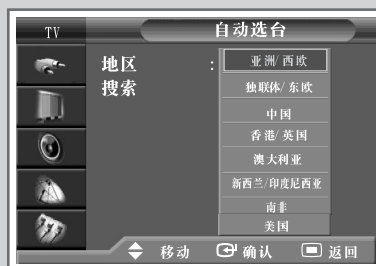 TV 自动选台
地区 : 亚洲/西欧
搜索 独联体/东欧
中国
香港/英国
澳大利亚
新西兰/印度尼西亚
南非
美国
移动 确认 返回